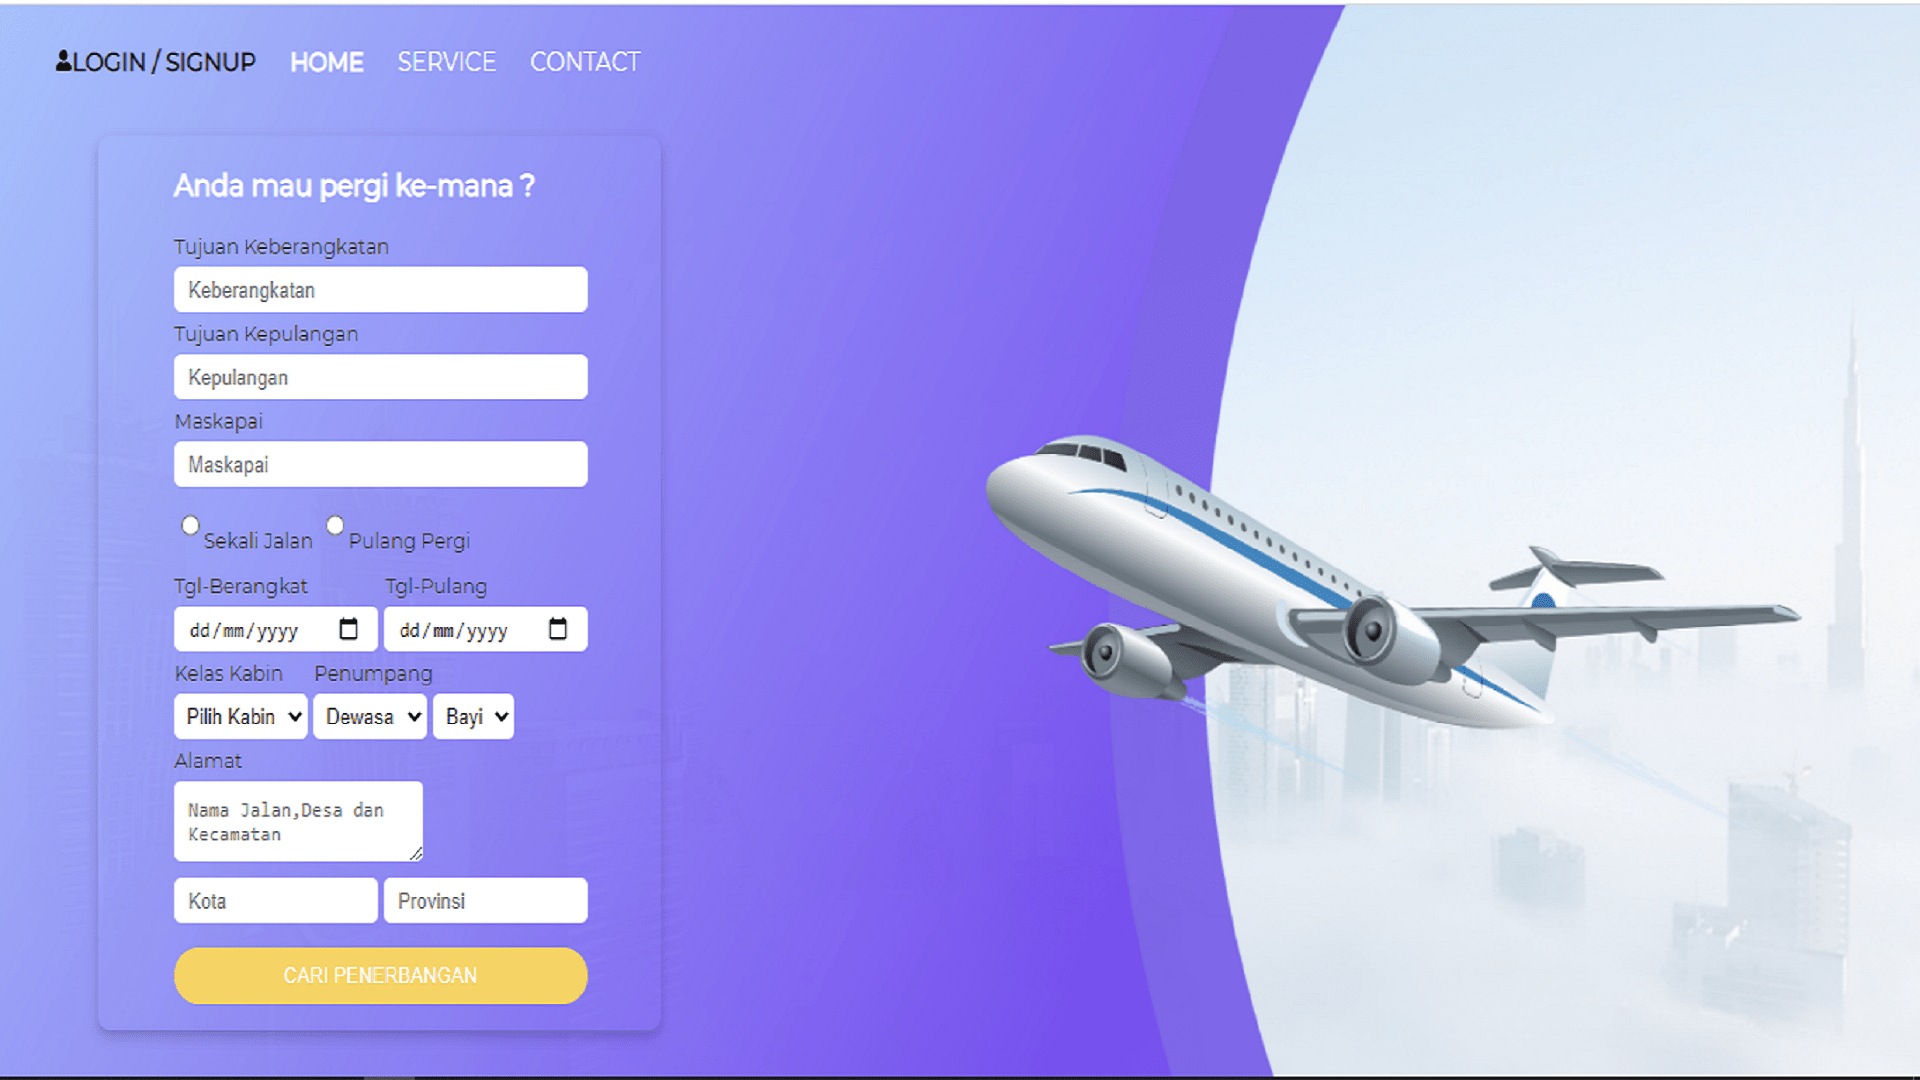 LOGIN / SIGNUP HOME SERVICE CONTACT
Anda mau pergi ke-mana ?
Tujuan Keberangkatan
Keberangkatan
Tujuan Kepulangan
Kepulangan
Maskapai
Maskapai
Sekali Jalan Pulang Pergi
Tgl-Berangkat Tgl-Pulang
dd/mm/yyyy dd/mm/yyyy
Kelas Kabin Penumpang
Pilih Kabin Dewasa Bayi
Alamat
Nama Jalan,Desa dan
Kecamatan
Kota Provinsi
CARI PENERBANGAN